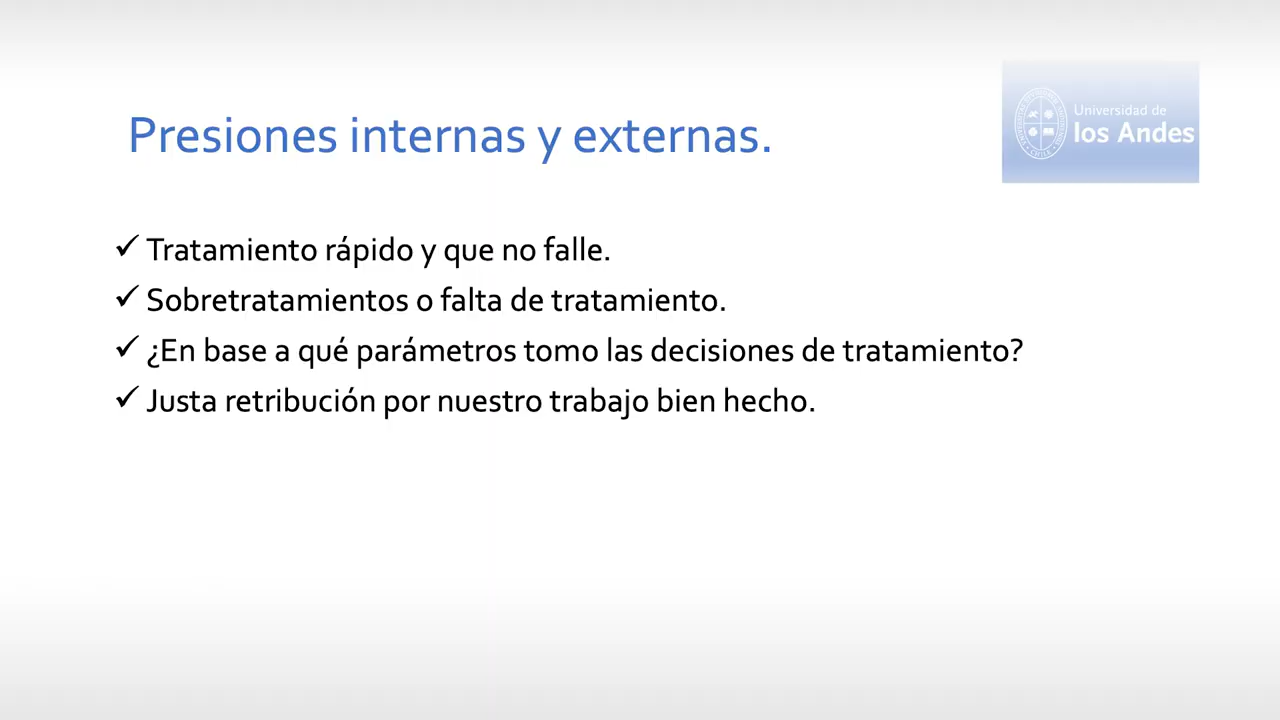 Presiones internas y externas.
Universidad de
los Andes
✓ Tratamiento rápido y que no falle.
✓ Sobretratamientos o falta de tratamiento.
✓ ¿En base a qué parámetros tomo las decisiones de tratamiento?
✓ Justa retribución por nuestro trabajo bien hecho.